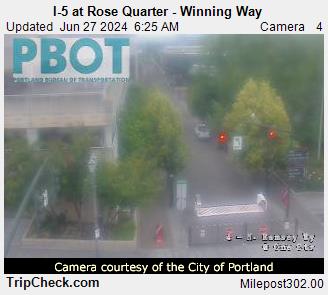 I-5 at Rose Quarter - Winning Way
Updated Jun 27 2024 6:25 AM Camera 4
PBOT
PORTLAND BUREAU OF TRANSPORTATION
Camera courtesy of the City of Portland
TripCheck.com Milepost302.00